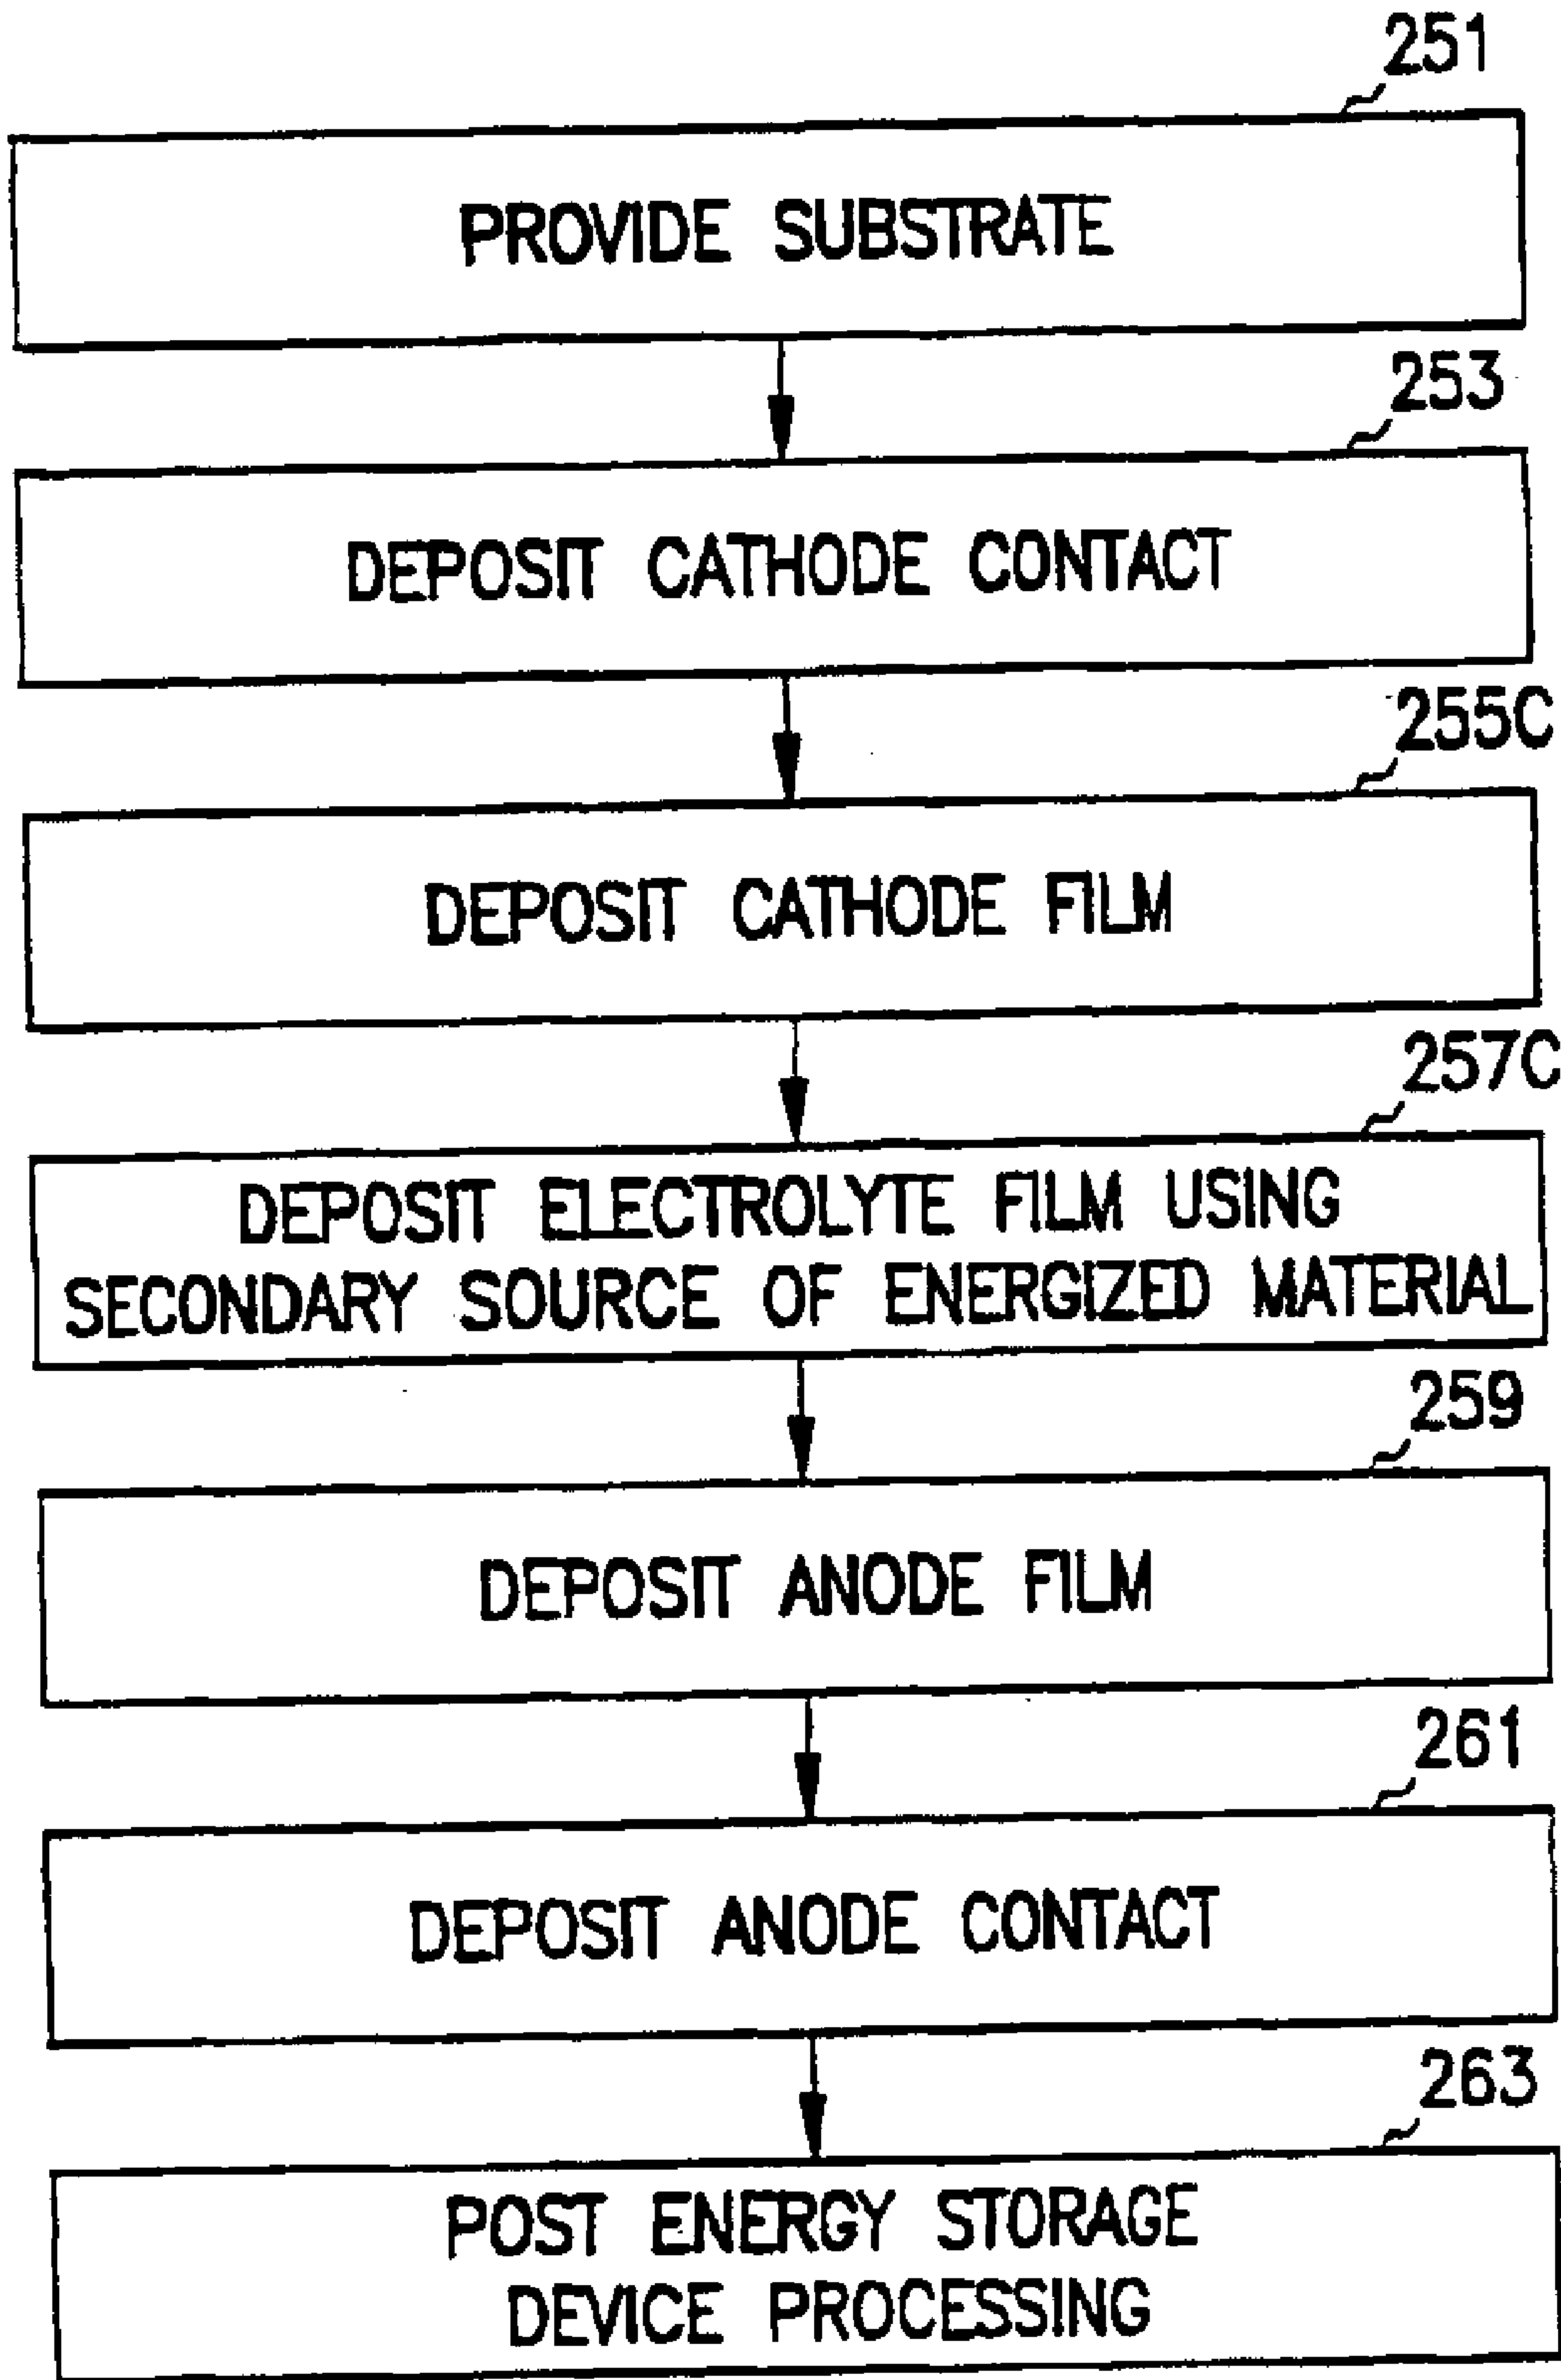 251
PROVIDE SUBSTRATE
253
DEPOSIT CATHODE CONTACT
255C
DEPOSIT CATHODE FILM
257C
DEPOSIT ELECTROLYTE FILM USING
SECONDARY SOURCE OF ENERGIZED MATERIAL
259
DEPOSIT ANODE FILM
261
DEPOSIT ANODE CONTACT
263
POST ENERGY STORAGE
DEVICE PROCESSING